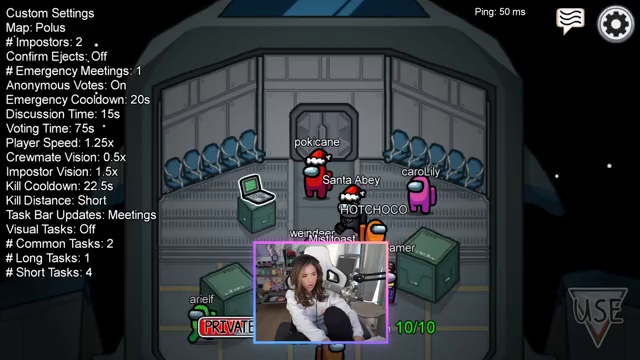 Custom Settings
Map: Polus
# Impostors: 2
Confirm Ejects: Off
# Emergency Meetings: 1
Anonymous Votes: On
Emergency Cooldown: 20s
Discussion Time: 15s
Voting Time: 75s
Player Speed: 1.25x
Crewmate Vision: 0.5x
Impostor Vision: 1.5x
Kill Cooldown: 22.5s
Kill Distance: Short
Task Bar Updates: Meetings
Visual Tasks: Off
# Common Tasks: 2
# Long Tasks: 1
# Short Tasks: 4
Ping: 50 ms
pokicane
Santa Abey
caroLily
HOTCHOCO
weindeer
Mistltoast
amer
arielf
PRIVATE
10/10
USE